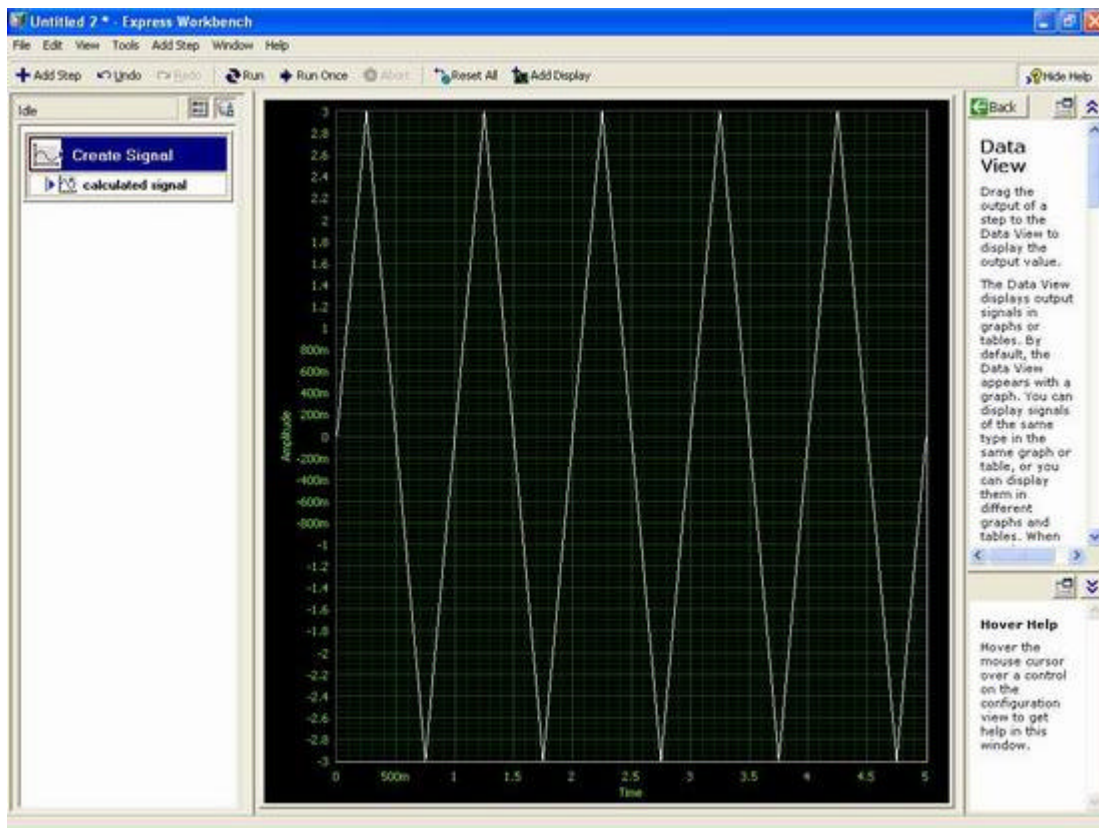 Untitled 2 * - Express Workbench
File Edit View Tools Add Step Window Help
Add Step Undo Redo Run Run Once Abort Reset All Add Display Hide Help
Idle
Create Signal
calculated signal
3
2.8
2.6
2.4
2.2
2
1.8
1.6
1.4
1.2
1
800m
600m
400m
200m
0
-200m
-400m
-600m
-800m
-1
-1.2
-1.4
-1.6
-1.8
-2
-2.2
-2.4
-2.6
-2.8
-3
Amplitude
0 500m 1 1.5 2 2.5 3 3.5 4 4.5 5
Time
Back
Data
View
Drag the
output of a
step to the
Data View to
display the
output value.
The Data View
displays output
signals in
graphs or
tables. By
default, the
Data View
appears with a
graph. You can
display signals
of the same
type in the
same graph or
table, or you
can display
them in
different
graphs and
tables. When
Hover Help
Hover the
mouse cursor
over a control
on the
configuration
view to get
help in this
window.